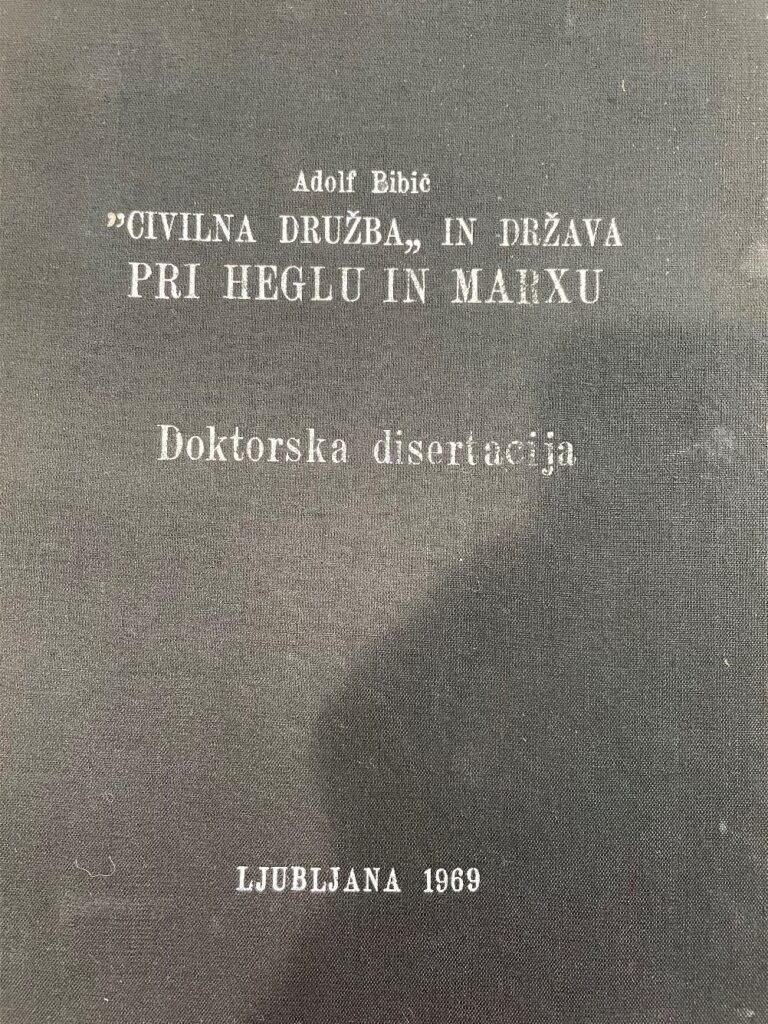 Adolf Bibič
”CIVILNA DRUŽBA„ IN DRŽAVA
PRI HEGLU IN MARXU
Doktorska disertacija
LJUBLJANA 1969